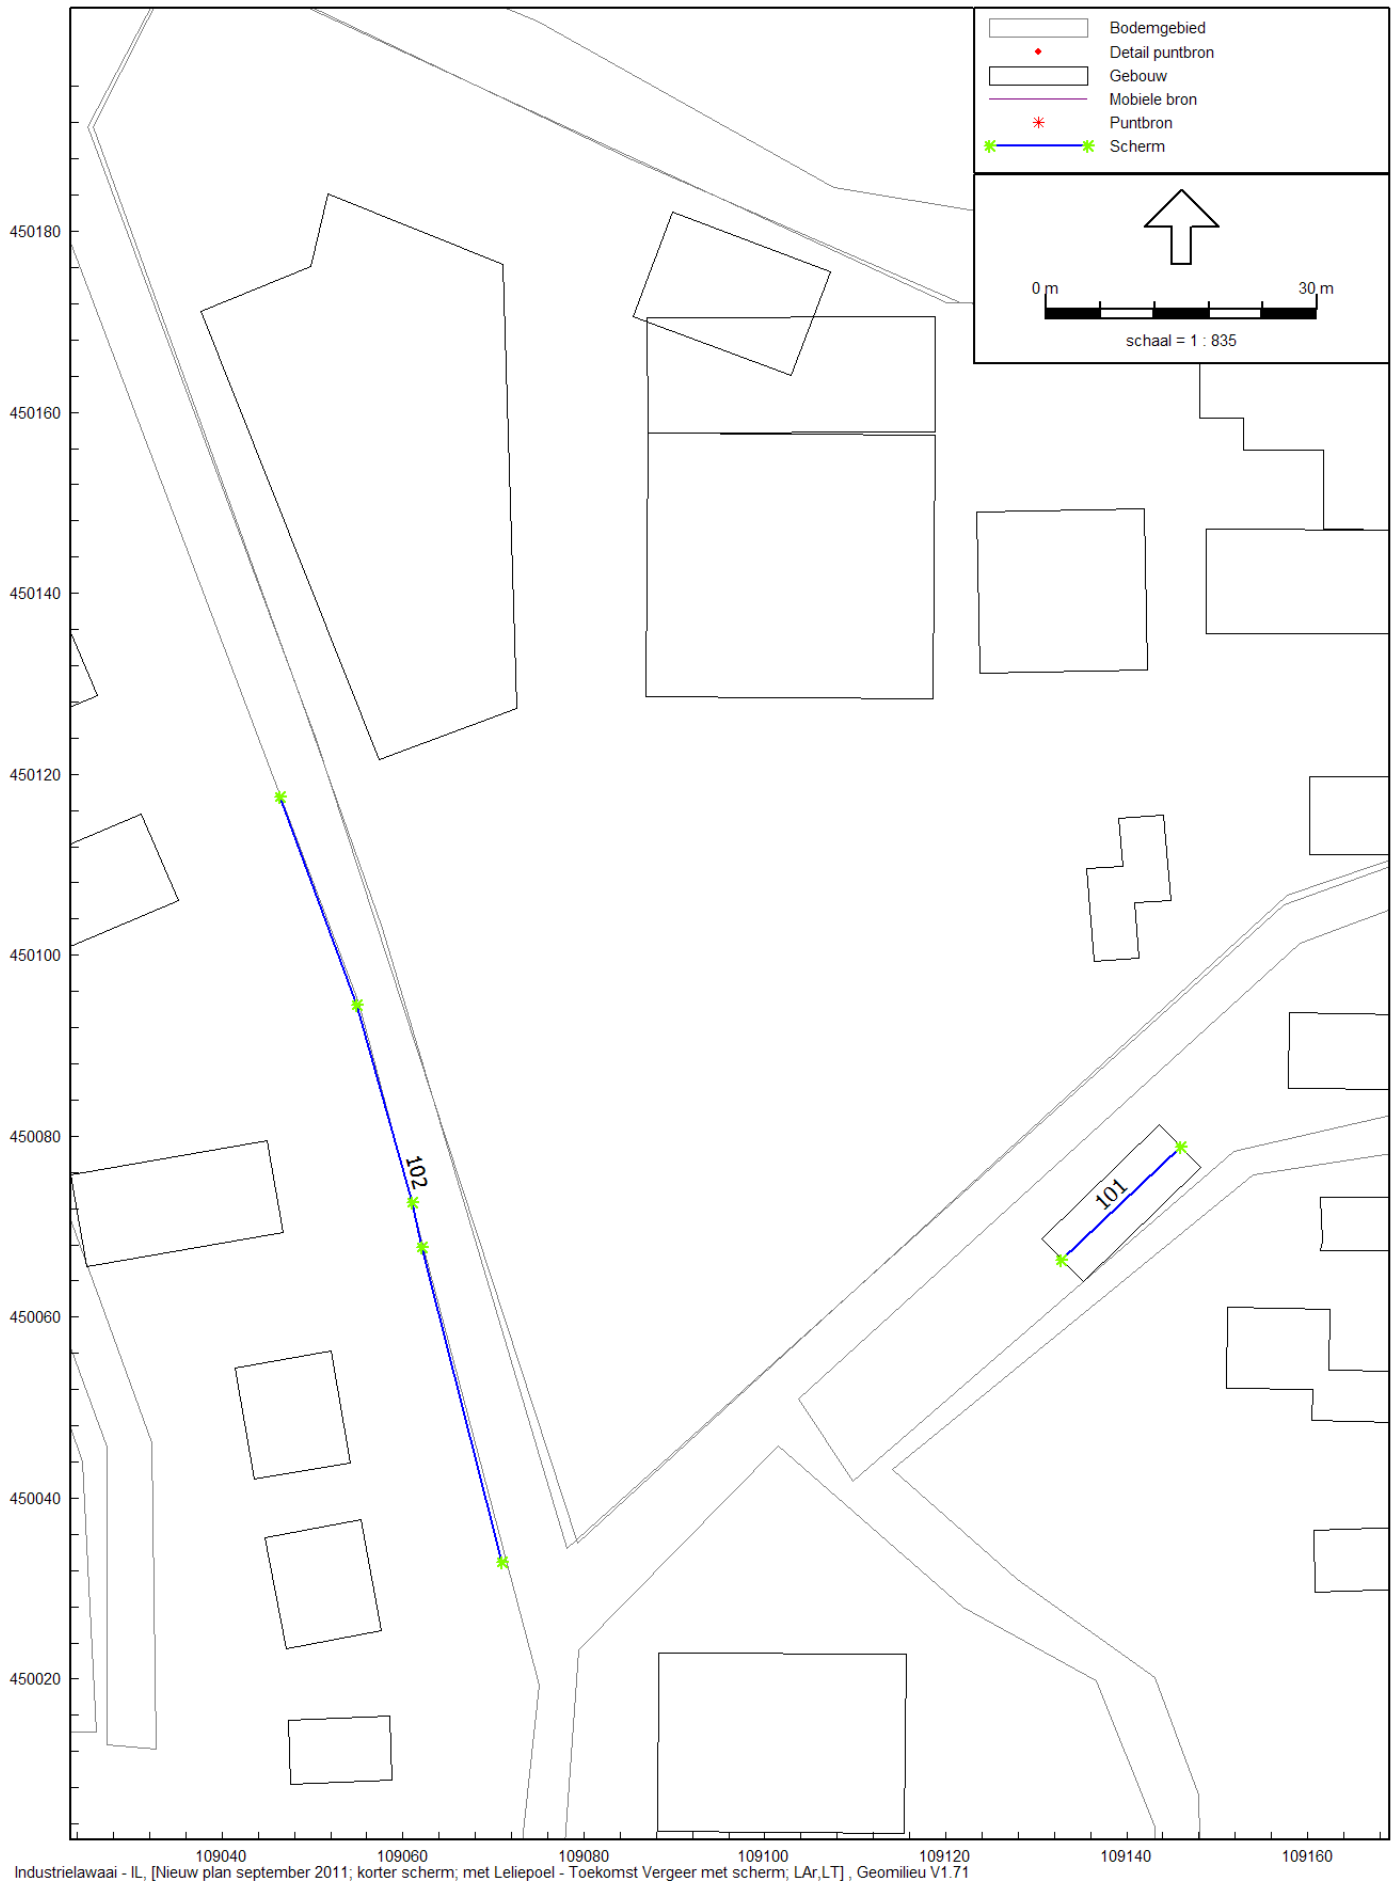 Bodemgebied
Detail puntbron
Gebouw
Mobiele bron
Puntbron
Scherm
0 m 30 m
schaal = 1 : 835
450180
450160
450140
450120
450100
450080
450060
450040
450020
102
101
109040 109060 109080 109100 109120 109140 109160
Industrielawaai - IL, [Nieuw plan september 2011; korter scherm; met Leliepoel - Toekomst Vergeer met scherm; LAr,LT] , Geomilieu V1.71